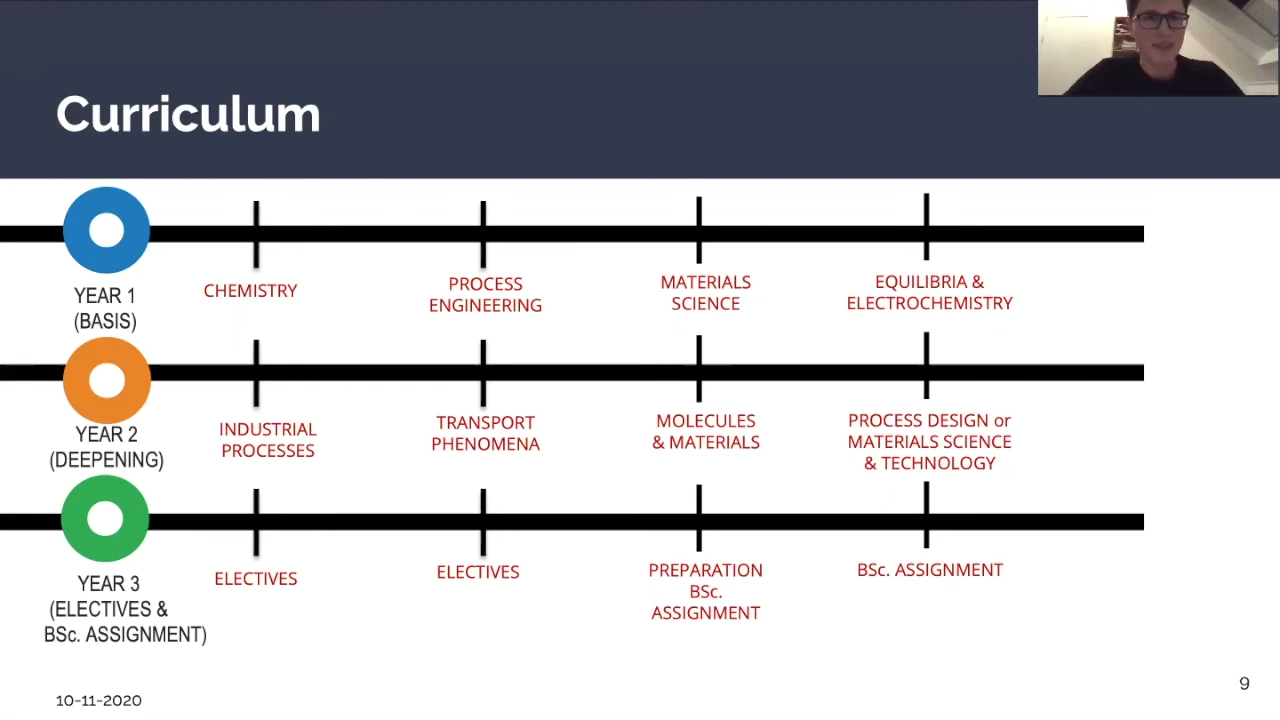 Curriculum
YEAR 1
(BASIS)
CHEMISTRY
PROCESS
ENGINEERING
MATERIALS
SCIENCE
EQUILIBRIA &
ELECTROCHEMISTRY
YEAR 2
(DEEPENING)
INDUSTRIAL
PROCESSES
TRANSPORT
PHENOMENA
MOLECULES
& MATERIALS
PROCESS DESIGN or
MATERIALS SCIENCE
& TECHNOLOGY
YEAR 3
(ELECTIVES &
BSc. ASSIGNMENT)
ELECTIVES
ELECTIVES
PREPARATION
BSc.
ASSIGNMENT
BSc. ASSIGNMENT
10-11-2020
9